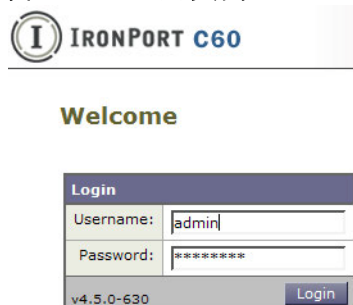 I IRONPORT C60
Welcome
Login
Username: admin
Password: ********
v4.5.0-630 Login